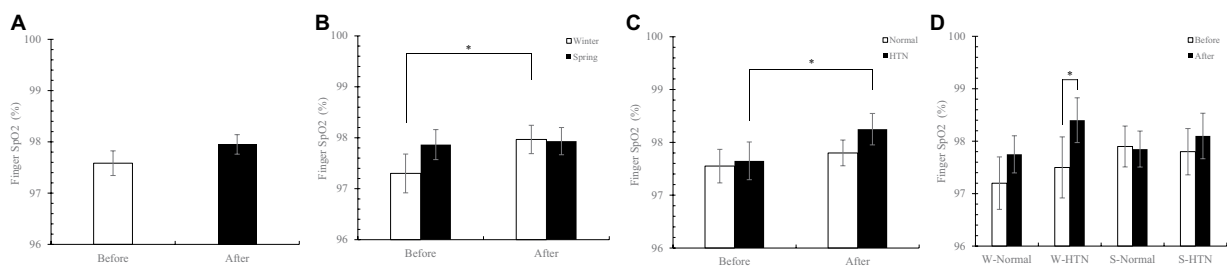 A
Finger SpO2 (%)
100
99
98
97
96
Before
After
B
Finger SpO2 (%)
100
99
98
97
96
Winter
Spring
*
Before
After
C
Finger SpO2 (%)
100
99
98
97
96
Normal
HTN
*
Before
After
D
Finger SpO2 (%)
100
99
98
97
96
Before
After
*
W-Normal
W-HTN
S-Normal
S-HTN